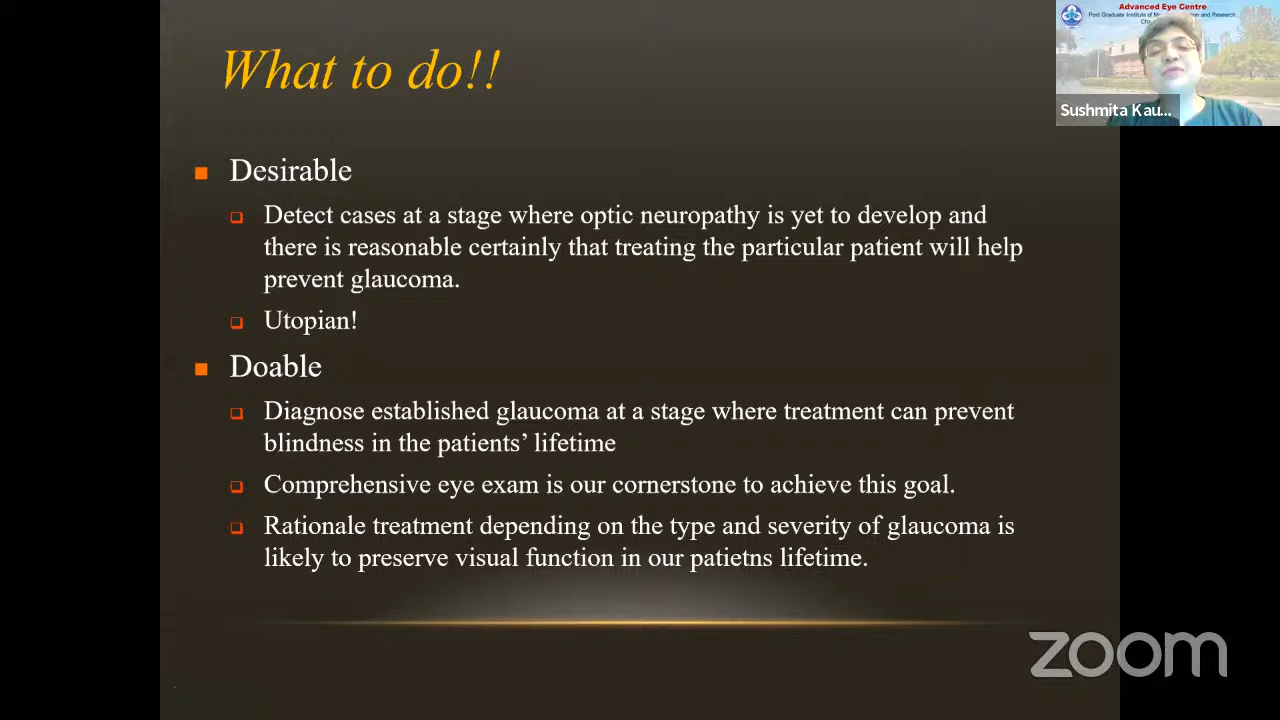 Advanced Eye Centre
Post Graduate Institute of and Research,
What to do!!
Sushmita Kau...
Desirable
Detect cases at a stage where optic neuropathy is yet to develop and
there is reasonable certainly that treating the particular patient will help
prevent glaucoma.
Utopian!
Doable
Diagnose established glaucoma at a stage where treatment can prevent
blindness in the patients’ lifetime
Comprehensive eye exam is our cornerstone to achieve this goal.
Rationale treatment depending on the type and severity of glaucoma is
likely to preserve visual function in our patietns lifetime.
zoom